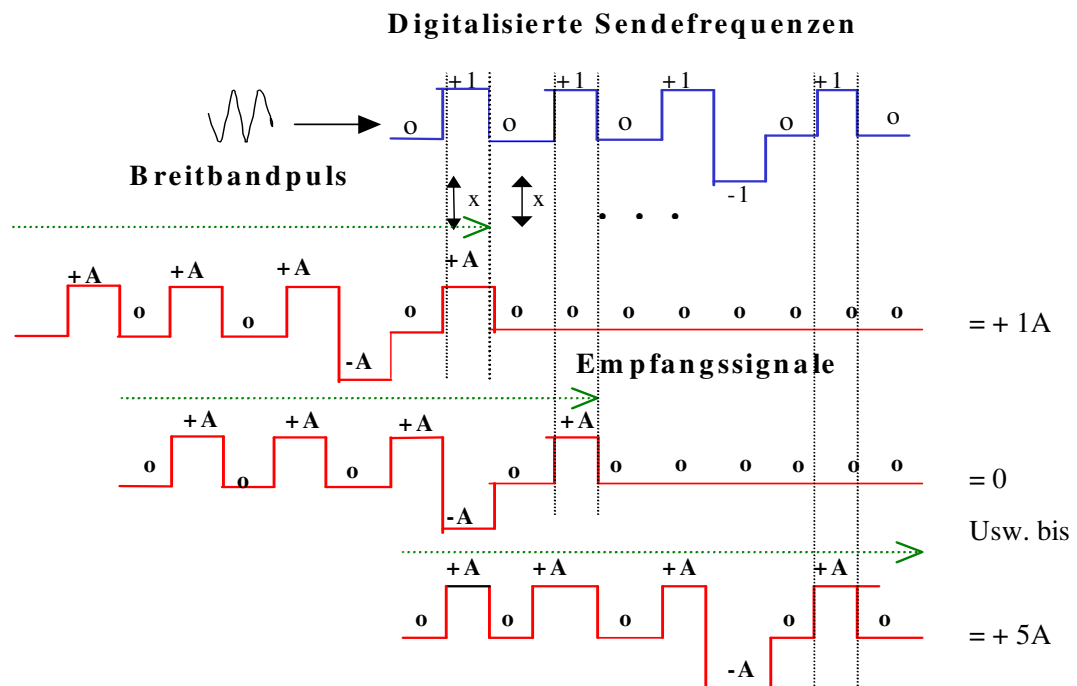 Digitalisierte Sendefrequenzen
+1 +1 +1 +1
o o o o o
Breitbandpuls
-1
x x
. . .
+A
+A +A +A
o o o o o o o o o o o
= + 1A
-A
Empfangssignale
+A +A +A +A
o o o o o o o o o o
= 0
-A
Usw. bis
+A +A +A +A
o o o o o
= + 5A
-A